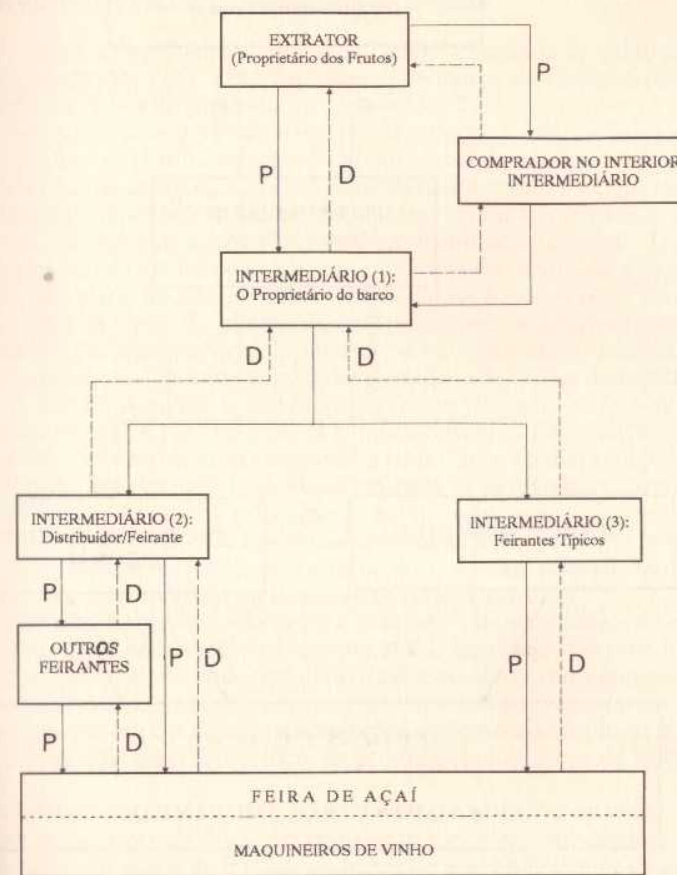 EXTRATOR
(Proprietário dos Frutos)
P
COMPRADOR NO INTERIOR
INTERMEDIÁRIO
P
D
INTERMEDIÁRIO (1):
O Proprietário do barco
D
D
INTERMEDIÁRIO (2):
Distribuidor/Feirante
INTERMEDIÁRIO (3):
Feirantes Típicos
P
D
OUTROS
FEIRANTES
P
D
P
D
P
D
FEIRA DE AÇAÍ
MAQUINEIROS DE VINHO